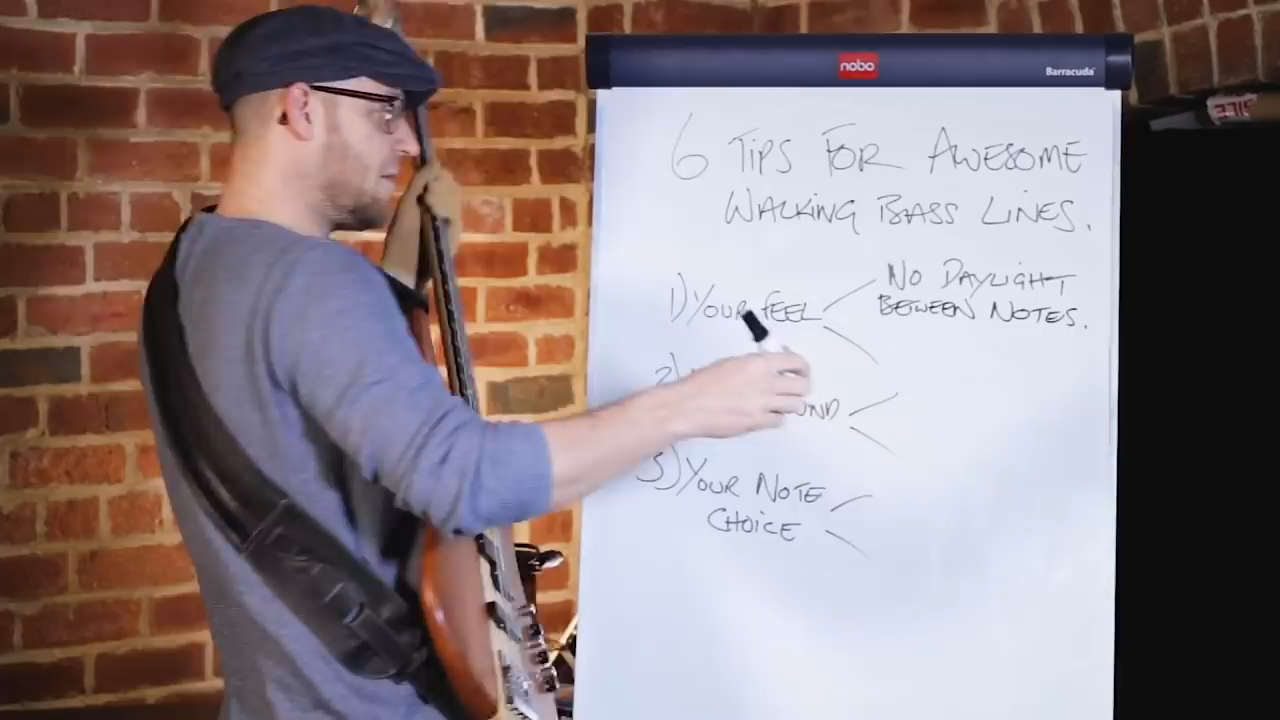 nobo
Barracuda
6 TIPS FOR AWESOME
WALKING BASS LINES.
NO DAYLIGHT
1) YOUR FEEL
BETWEEN NOTES.
2)
3) YOUR NOTE
CHOICE